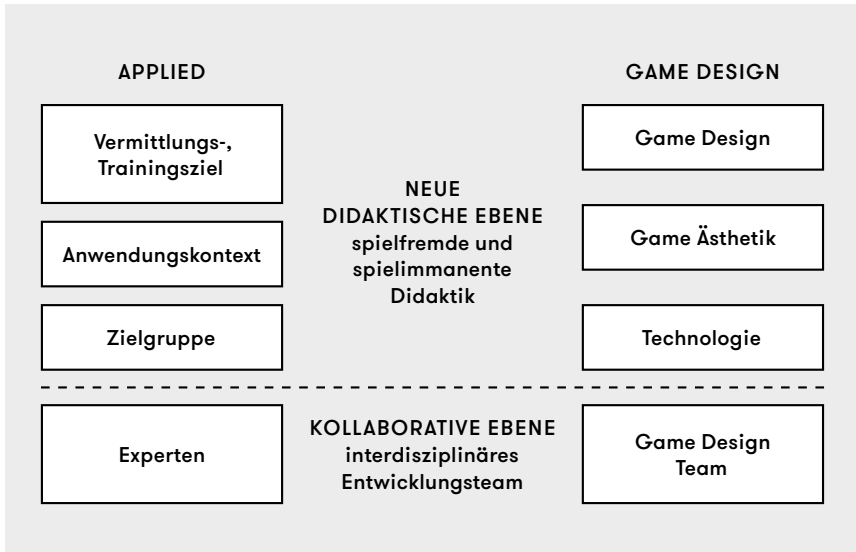 APPLIED
Vermittlungs-,
Trainingsziel
Anwendungskontext
Zielgruppe
Experten
NEUE
DIDAKTISCHE EBENE
spielfremde und
spielimmanente
Didaktik
KOLLABORATIVE EBENE
interdisziplinäres
Entwicklungsteam
GAME DESIGN
Game Design
Game Ästhetik
Technologie
Game Design
Team